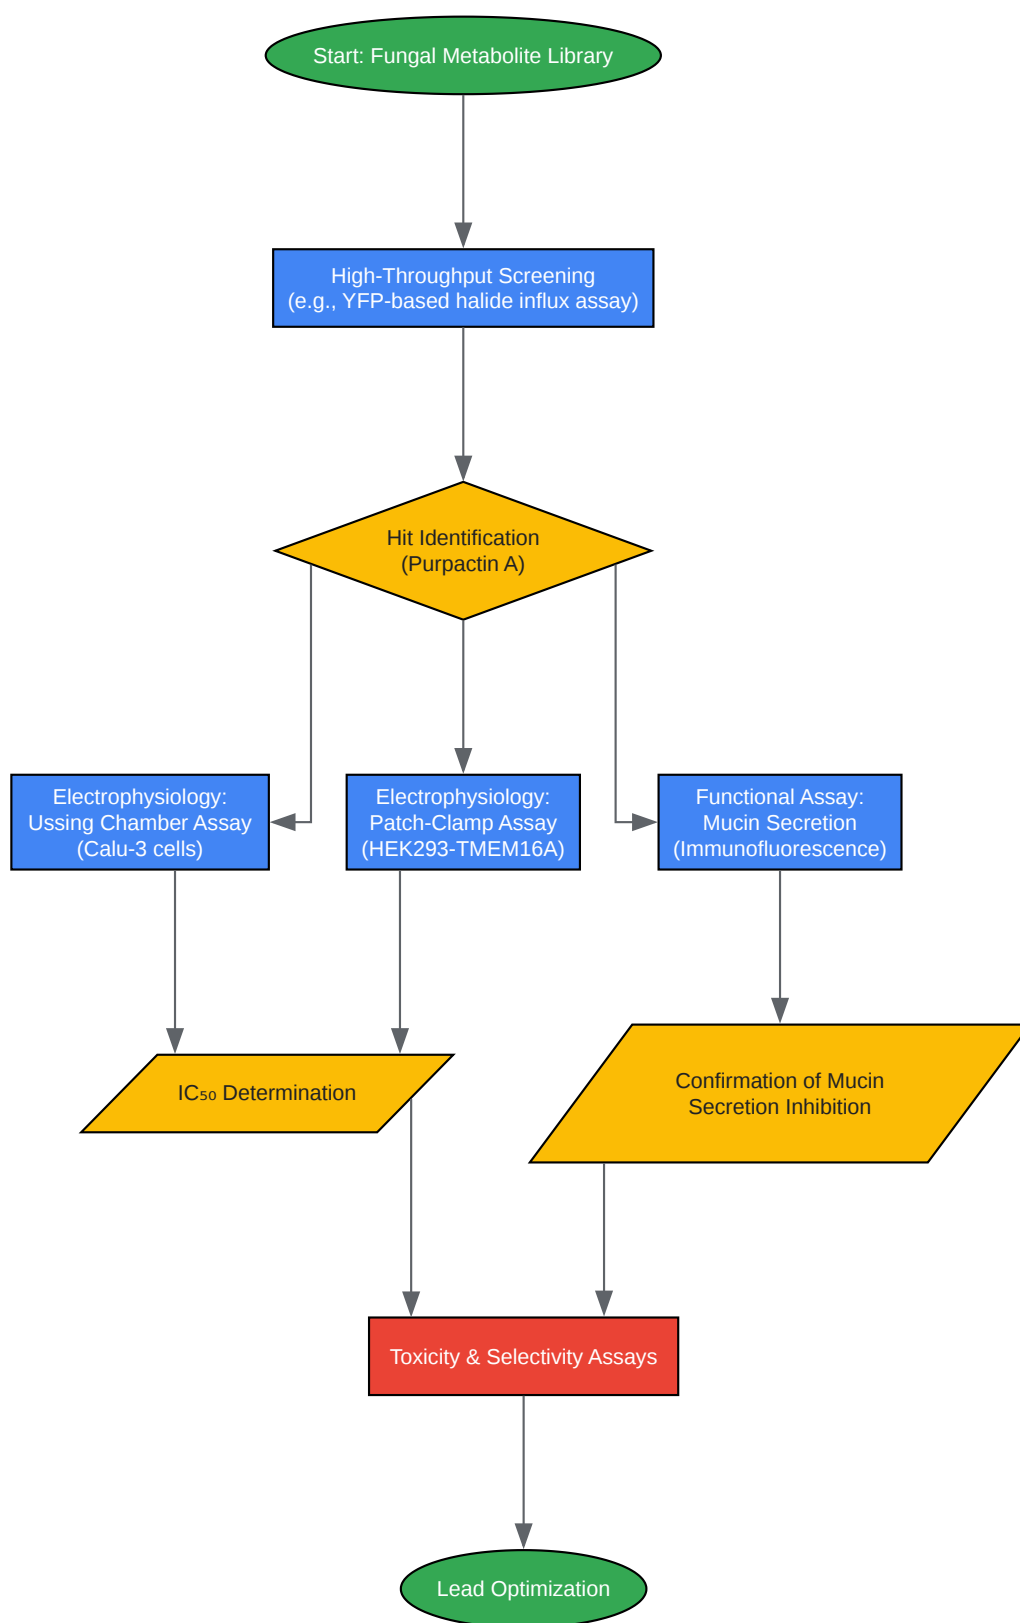 Start: Fungal Metabolite Library
High-Throughput Screening
(e.g., YFP-based halide influx assay)
Hit Identification
(Purpactin A)
Electrophysiology:
Ussing Chamber Assay
(Calu-3 cells)
Electrophysiology:
Patch-Clamp Assay
(HEK293-TMEM16A)
Functional Assay:
Mucin Secretion
(Immunofluorescence)
IC₅₀ Determination
Confirmation of Mucin
Secretion Inhibition
Toxicity & Selectivity Assays
Lead Optimization